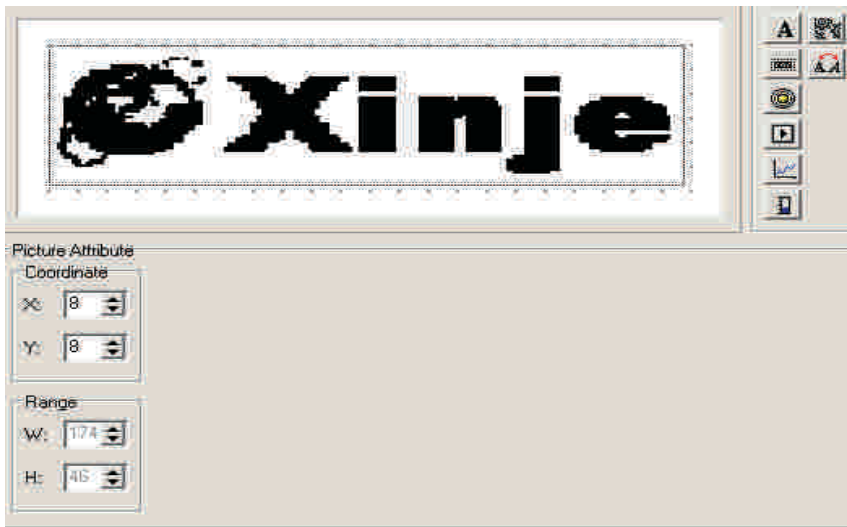 Xinje
A
A A
Picture Attribute
Coordinate
X: 8
Y: 8
Range
W: 174
H: 46